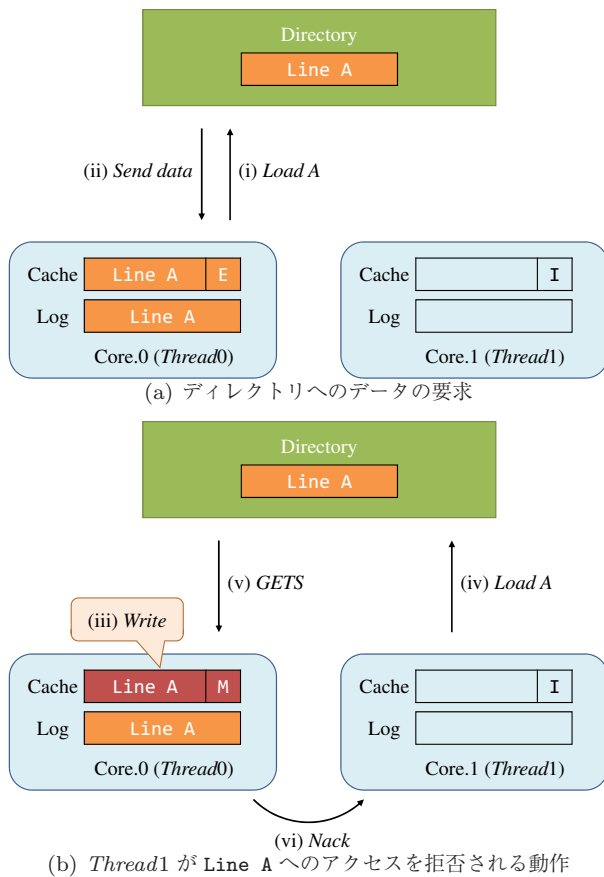 Directory
Line A
(ii) Send data
(i) Load A
Cache
Line A
E
Log
Line A
Core.0 (Thread0)
I
Cache
Log
Core.1 (Thread1)
(a) ディレクトリへのデータの要求
Directory
Line A
(v) GETS
(iv) Load A
(iii) Write
Cache
Line A
M
Log
Line A
Core.0 (Thread0)
Cache
I
Log
Core.1 (Thread1)
(vi) Nack
(b) Thread1 が Line A へのアクセスを拒否される動作